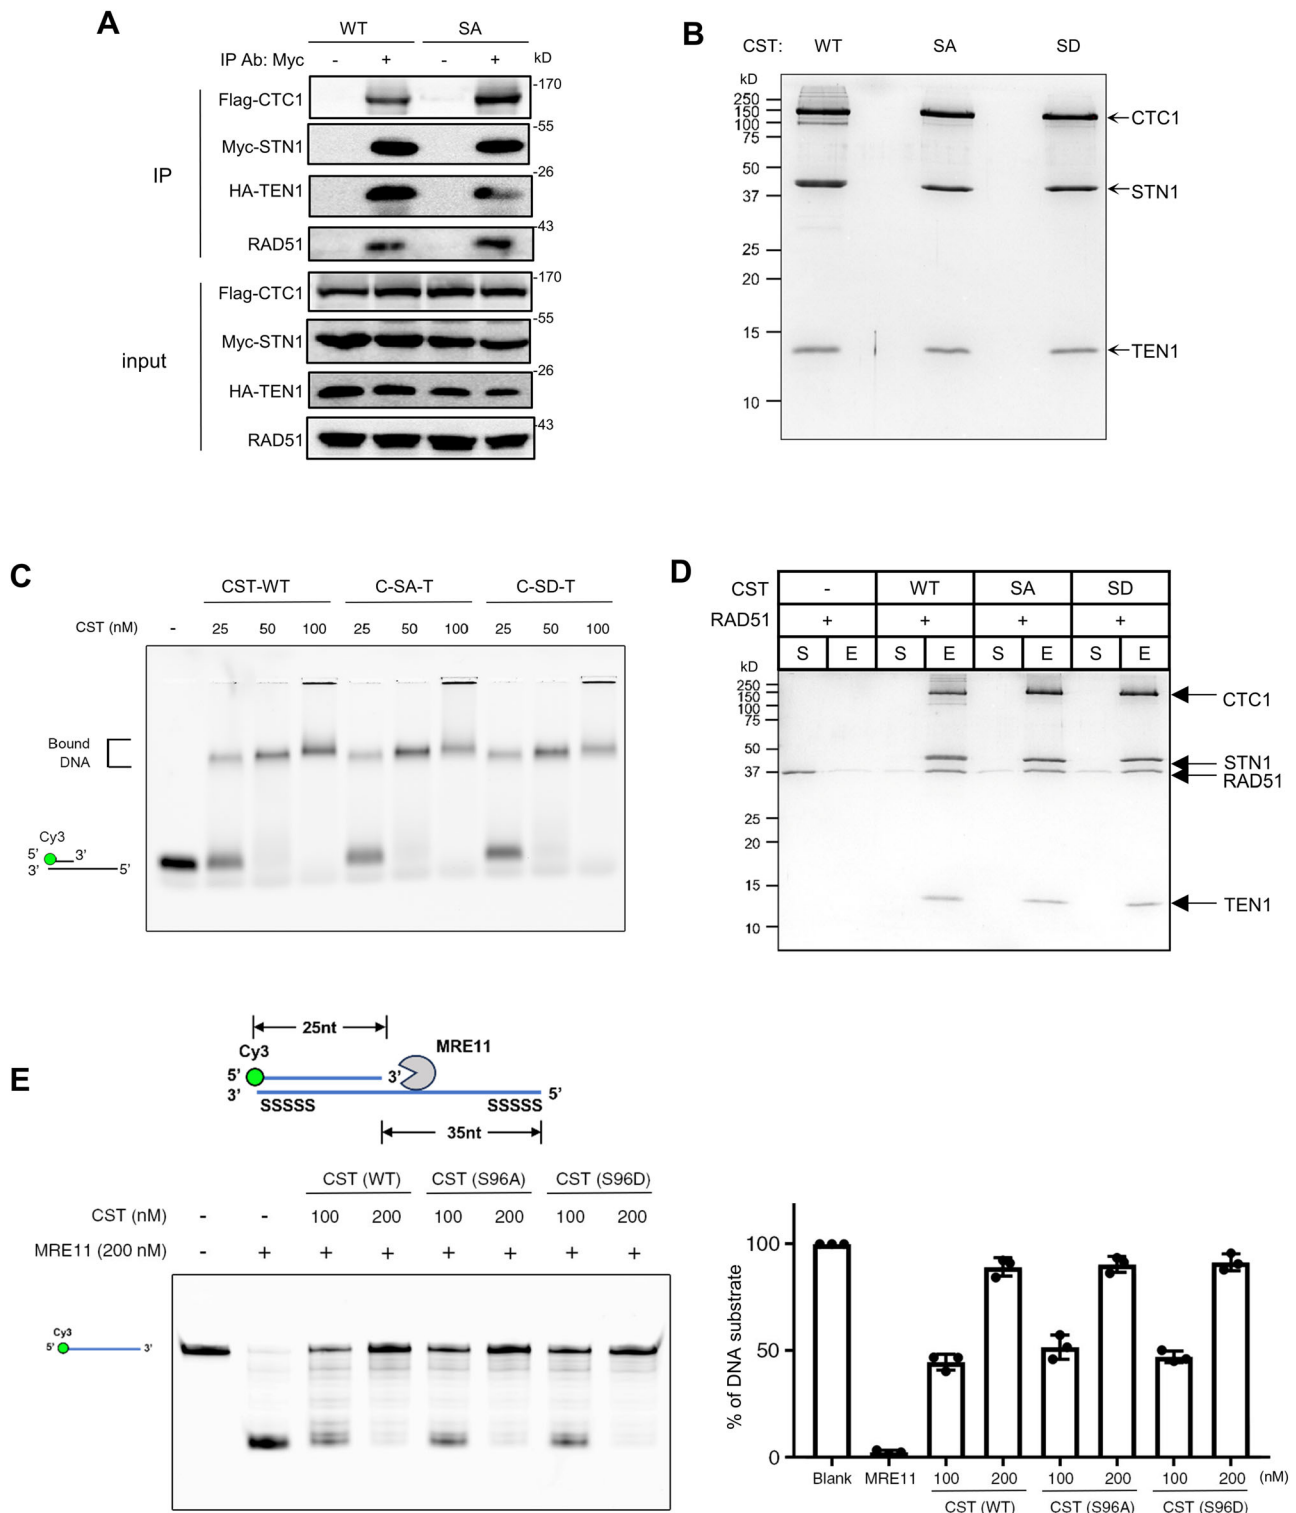 A
WT SA
IP Ab: Myc - + - + kD
Flag-CTC1 -170
Myc-STN1 -55
IP
HA-TEN1 -26
RAD51 -43
Flag-CTC1 -170
Myc-STN1 -55
input
HA-TEN1 -26
RAD51 -43
B
CST: WT SA SD
kD
250
150
100
75
50
37
25
20
15
10
CTC1
STN1
TEN1
C
CST-WT C-SA-T C-SD-T
CST (nM) - 25 50 100 25 50 100 25 50 100
Bound
DNA
Cy3
5' 3'
3' 5'
D
CST - WT SA SD
RAD51 + + + +
S E S E S E S E
kD
250
150
100
75
50
37
25
20
15
10
CTC1
STN1
RAD51
TEN1
E
25nt
Cy3 MRE11
5' 3'
3' 5'
SSSSS SSSSS
35nt
CST (WT) CST (S96A) CST (S96D)
CST (nM) - - 100 200 100 200 100 200
MRE11 (200 nM) - + + + + + + +
Cy3
5' 3'
% of DNA substrate
100
50
0
Blank MRE11 100 200 100 200 100 200 (nM)
CST (WT) CST (S96A) CST (S96D)